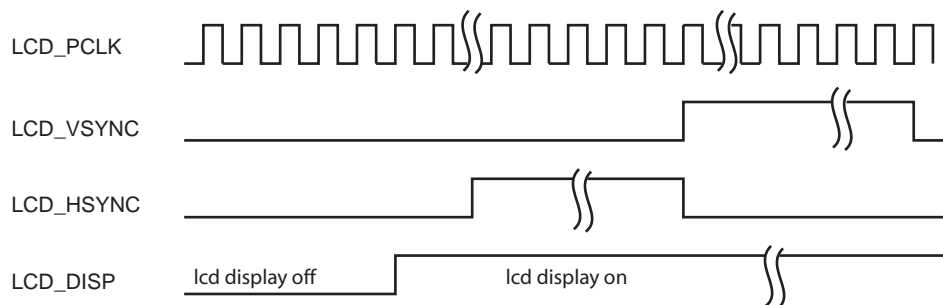 LCD_PCLK
LCD_VSYNC
LCD_HSYNC
LCD_DISP lcd display off lcd display on